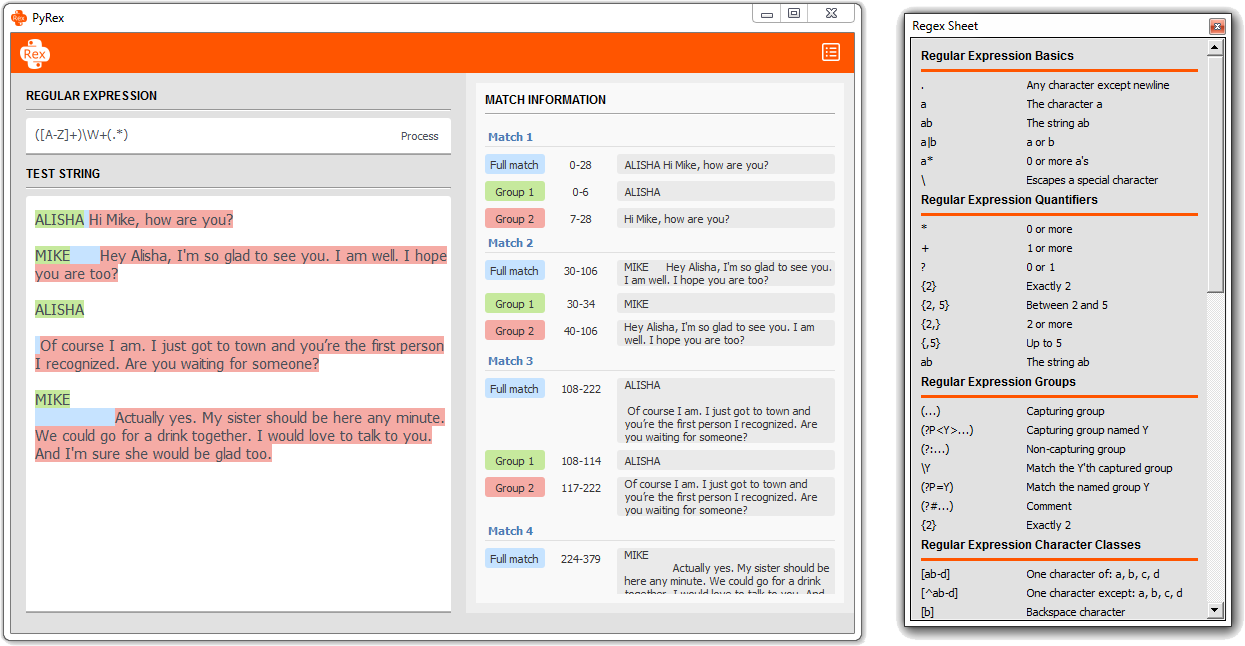 Rex PyRex
Rex
REGULAR EXPRESSION
([A-Z]+)\W+(.*) Process
TEST STRING
ALISHA Hi Mike, how are you?
MIKE Hey Alisha, I'm so glad to see you. I am well. I hope
you are too?
ALISHA
Of course I am. I just got to town and you’re the first person
I recognized. Are you waiting for someone?
MIKE
Actually yes. My sister should be here any minute.
We could go for a drink together. I would love to talk to you.
And I'm sure she would be glad too.
MATCH INFORMATION
Match 1
Full match 0-28 ALISHA Hi Mike, how are you?
Group 1 0-6 ALISHA
Group 2 7-28 Hi Mike, how are you?
Match 2
Full match 30-106 MIKE Hey Alisha, I'm so glad to see you.
I am well. I hope you are too?
Group 1 30-34 MIKE
Group 2 40-106 Hey Alisha, I'm so glad to see you. I am
well. I hope you are too?
Match 3
Full match 108-222 ALISHA
Of course I am. I just got to town and
you’re the first person I recognized. Are
you waiting for someone?
Group 1 108-114 ALISHA
Group 2 117-222 Of course I am. I just got to town and
you’re the first person I recognized. Are
you waiting for someone?
Match 4
Full match 224-379 MIKE
Actually yes. My sister should be
here any minute. We could go for a drink
together. I would love to talk to you. And
Regex Sheet
Regular Expression Basics
. Any character except newline
a The character a
ab The string ab
a|b a or b
a* 0 or more a's
\ Escapes a special character
Regular Expression Quantifiers
* 0 or more
+ 1 or more
? 0 or 1
{2} Exactly 2
{2, 5} Between 2 and 5
{2,} 2 or more
{,5} Up to 5
ab The string ab
Regular Expression Groups
(...) Capturing group
(?P<Y>...) Capturing group named Y
(?:...) Non-capturing group
\Y Match the Y'th captured group
(?P=Y) Match the named group Y
(?#...) Comment
{2} Exactly 2
Regular Expression Character Classes
[ab-d] One character of: a, b, c, d
[^ab-d] One character except: a, b, c, d
[b] Backspace character